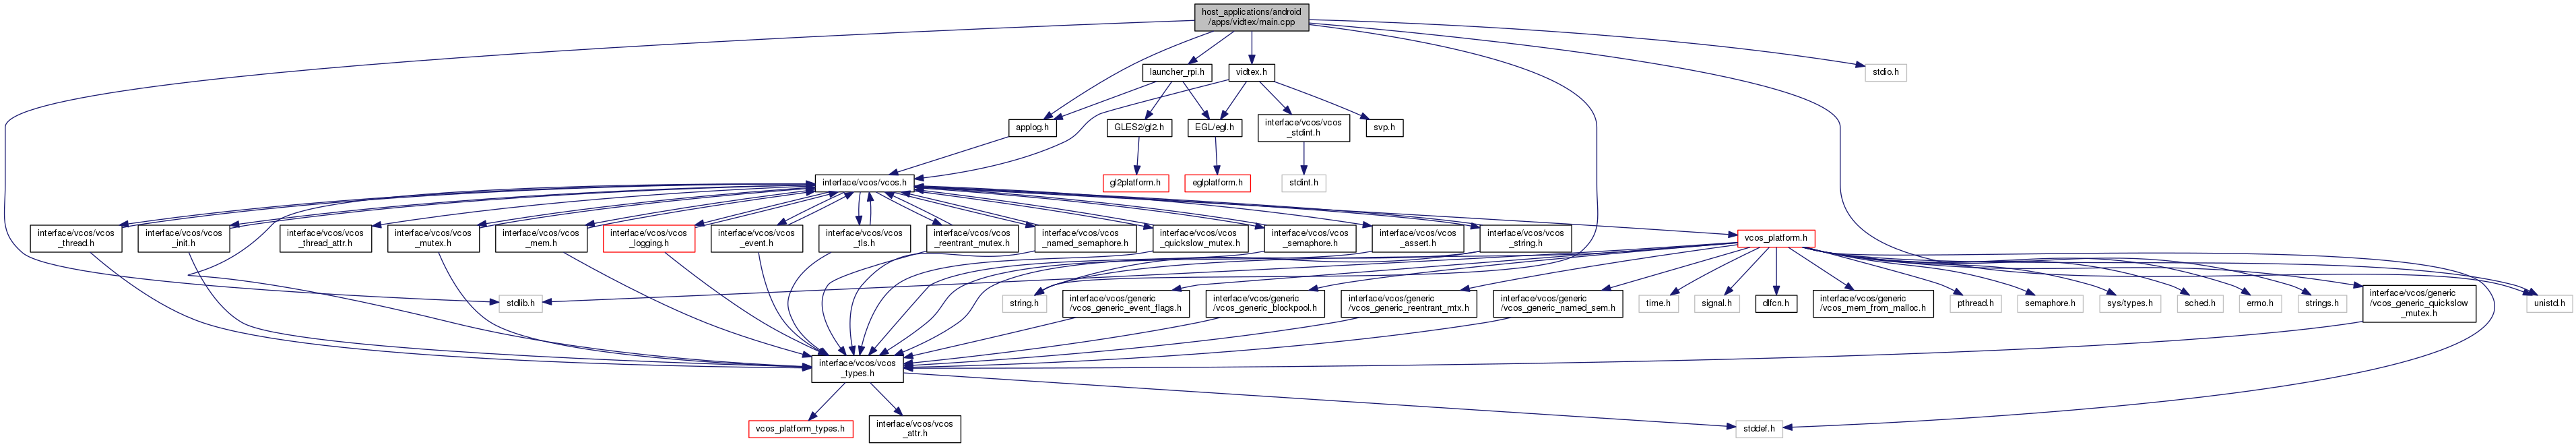 host_applications/android
/apps/vidtex/main.cpp
launcher_rpi.h
vidtex.h
stdio.h
applog.h
GLES2/gl2.h
EGL/egl.h
interface/vcos/vcos
_stdint.h
svp.h
interface/vcos/vcos.h
gl2platform.h
eglplatform.h
stdint.h
interface/vcos/vcos
_thread.h
interface/vcos/vcos
_init.h
interface/vcos/vcos
_thread_attr.h
interface/vcos/vcos
_mutex.h
interface/vcos/vcos
_mem.h
interface/vcos/vcos
_logging.h
interface/vcos/vcos
_event.h
interface/vcos/vcos
_tls.h
interface/vcos/vcos
_reentrant_mutex.h
interface/vcos/vcos
_named_semaphore.h
interface/vcos/vcos
_quickslow_mutex.h
interface/vcos/vcos
_semaphore.h
interface/vcos/vcos
_assert.h
interface/vcos/vcos
_string.h
vcos_platform.h
stdlib.h
string.h
interface/vcos/generic
/vcos_generic_event_flags.h
interface/vcos/generic
/vcos_generic_blockpool.h
interface/vcos/generic
/vcos_generic_reentrant_mtx.h
interface/vcos/generic
/vcos_generic_named_sem.h
time.h
signal.h
dlfcn.h
interface/vcos/generic
/vcos_mem_from_malloc.h
pthread.h
semaphore.h
sys/types.h
sched.h
errno.h
strings.h
interface/vcos/generic
/vcos_generic_quickslow
_mutex.h
unistd.h
interface/vcos/vcos
_types.h
vcos_platform_types.h
interface/vcos/vcos
_attr.h
stddef.h